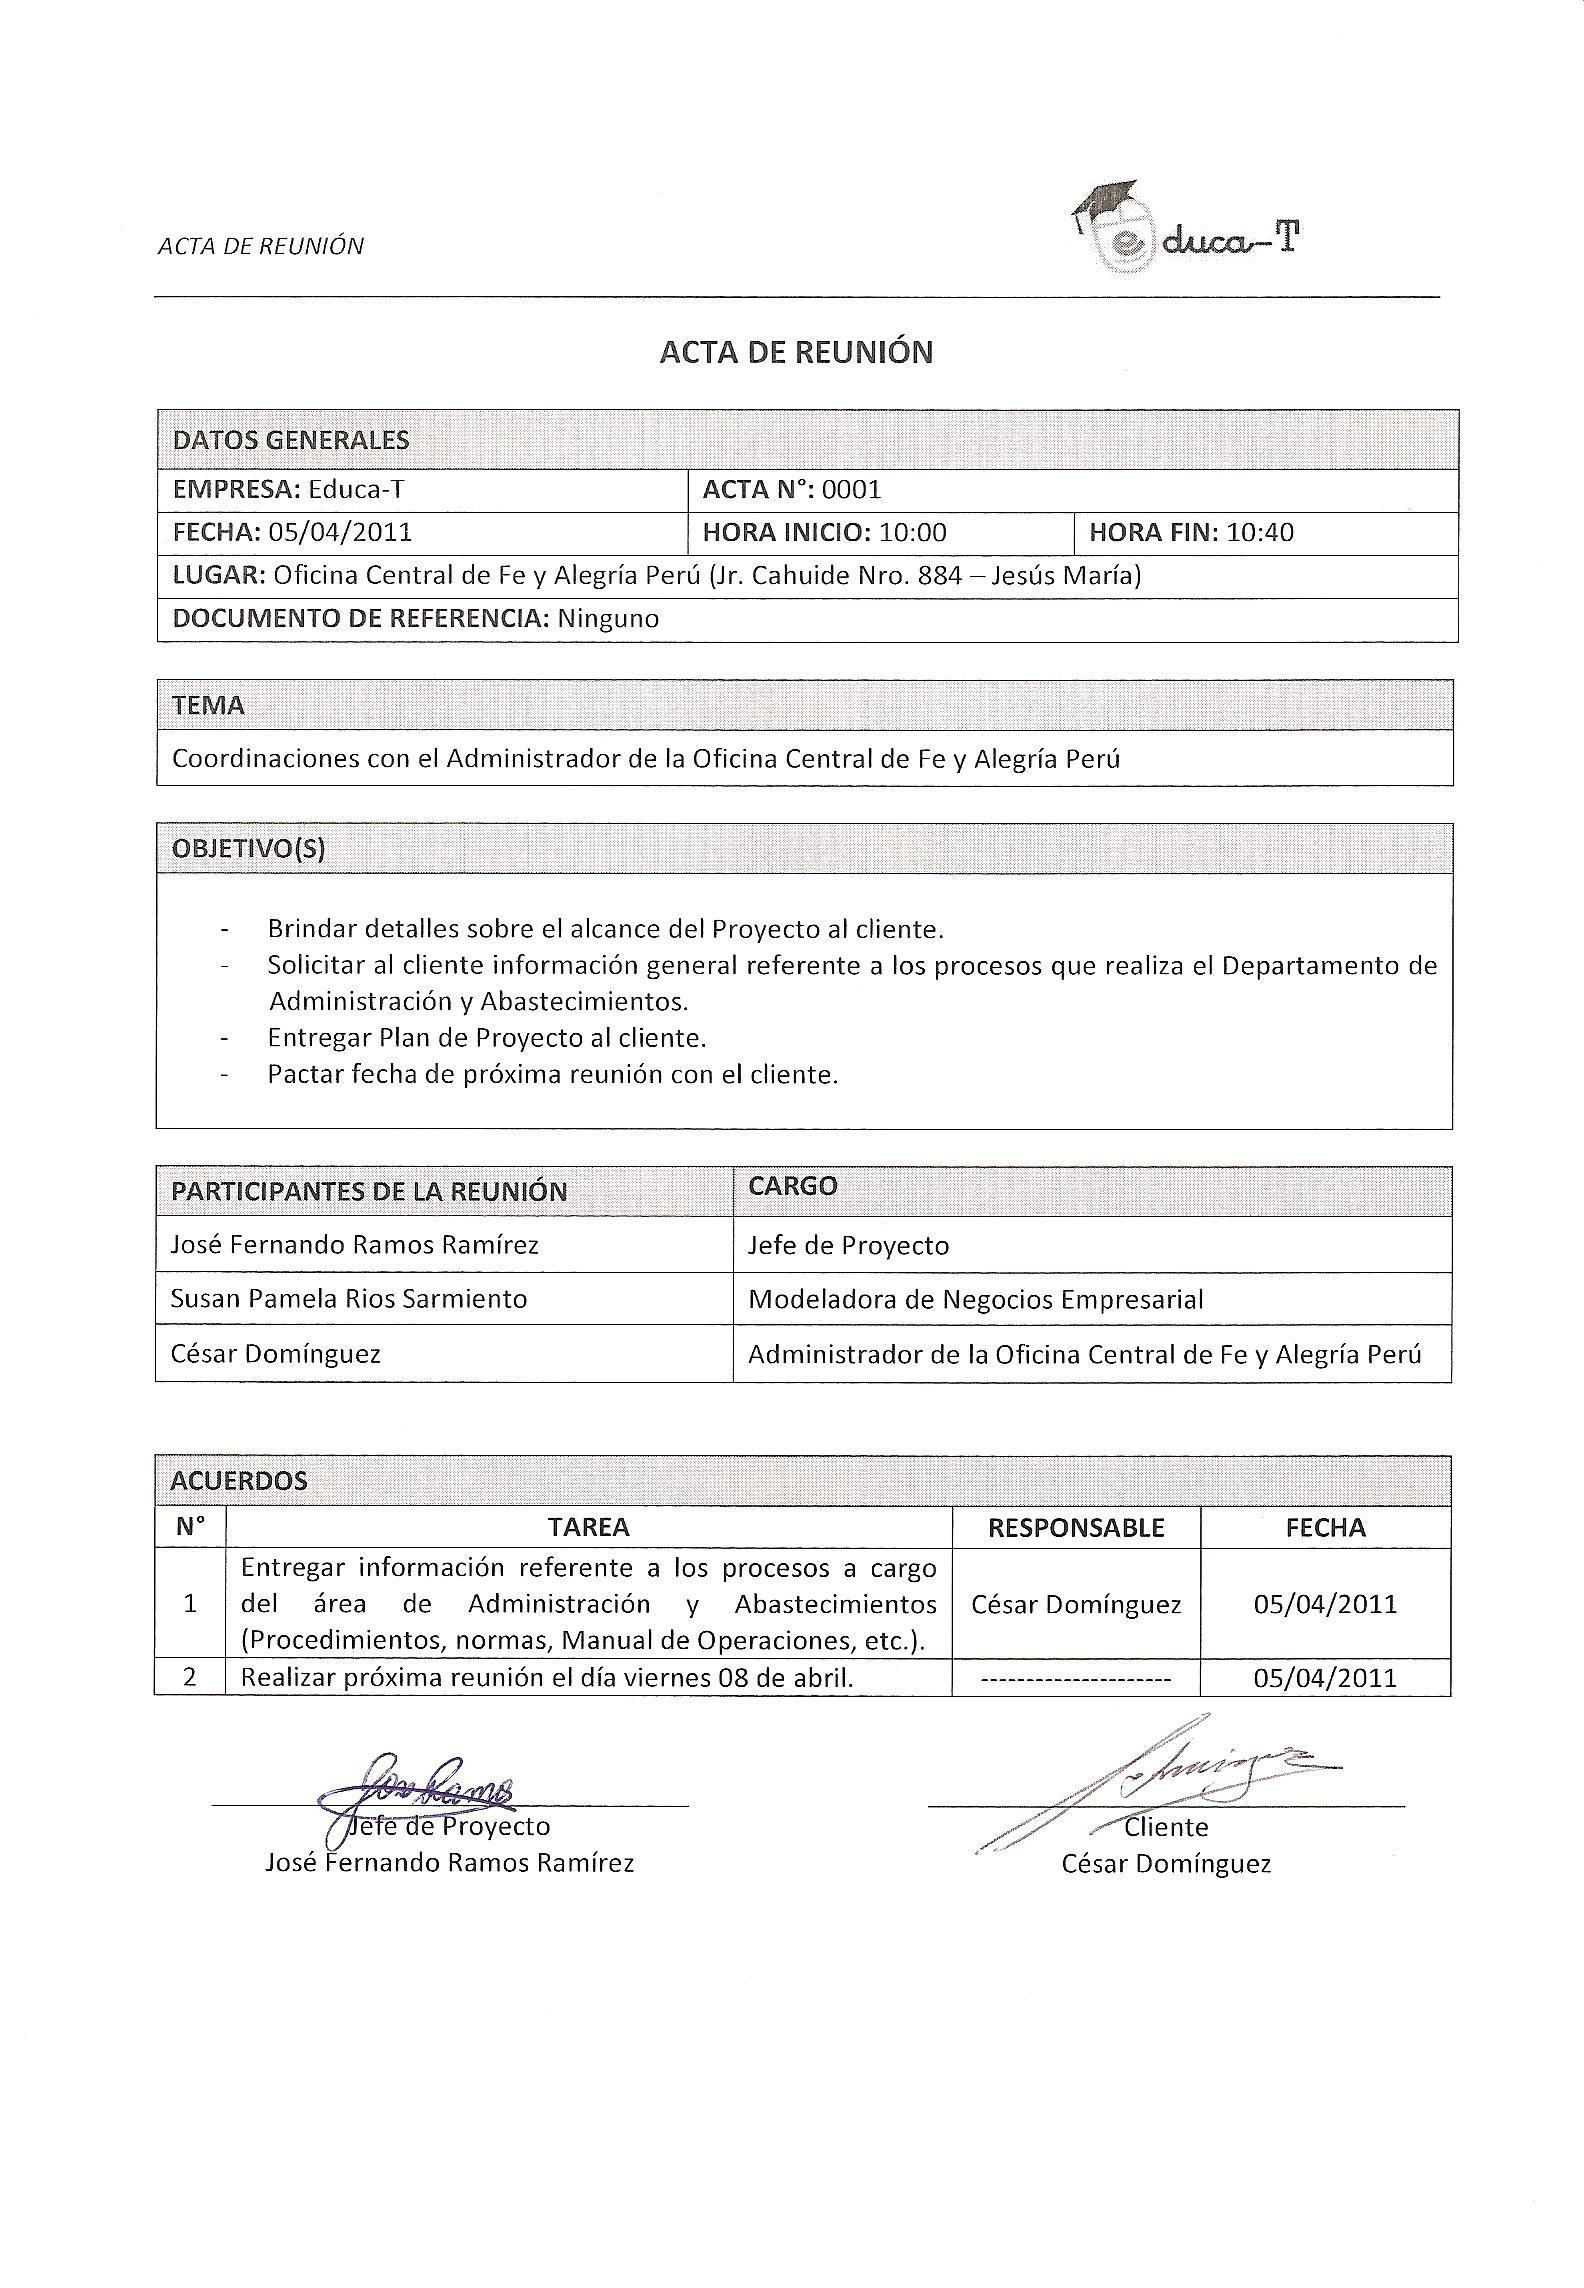 ACTA DE REUNIÓN
educa-T
ACTA DE REUNIÓN
DATOS GENERALES
EMPRESA: Educa-T
ACTA N°: 0001
FECHA: 05/04/2011
HORA INICIO: 10:00
HORA FIN: 10:40
LUGAR: Oficina Central de Fe y Alegría Perú (Jr. Cahuide Nro. 884 – Jesús María)
DOCUMENTO DE REFERENCIA: Ninguno
TEMA
Coordinaciones con el Administrador de la Oficina Central de Fe y Alegría Perú
OBJETIVO(S)
- Brindar detalles sobre el alcance del Proyecto al cliente.
- Solicitar al cliente información general referente a los procesos que realiza el Departamento de
Administración y Abastecimientos.
- Entregar Plan de Proyecto al cliente.
- Pactar fecha de próxima reunión con el cliente.
PARTICIPANTES DE LA REUNIÓN
CARGO
José Fernando Ramos Ramírez
Jefe de Proyecto
Susan Pamela Rios Sarmiento
Modeladora de Negocios Empresarial
César Domínguez
Administrador de la Oficina Central de Fe y Alegría Perú
ACUERDOS
N°
TAREA
RESPONSABLE
FECHA
1
Entregar información referente a los procesos a cargo
del área de Administración y Abastecimientos
(Procedimientos, normas, Manual de Operaciones, etc.).
César Domínguez
05/04/2011
2
Realizar próxima reunión el día viernes 08 de abril.
---------------------
05/04/2011
Jose Ramos
Jefe de Proyecto
José Fernando Ramos Ramírez
Cliente
César Domínguez